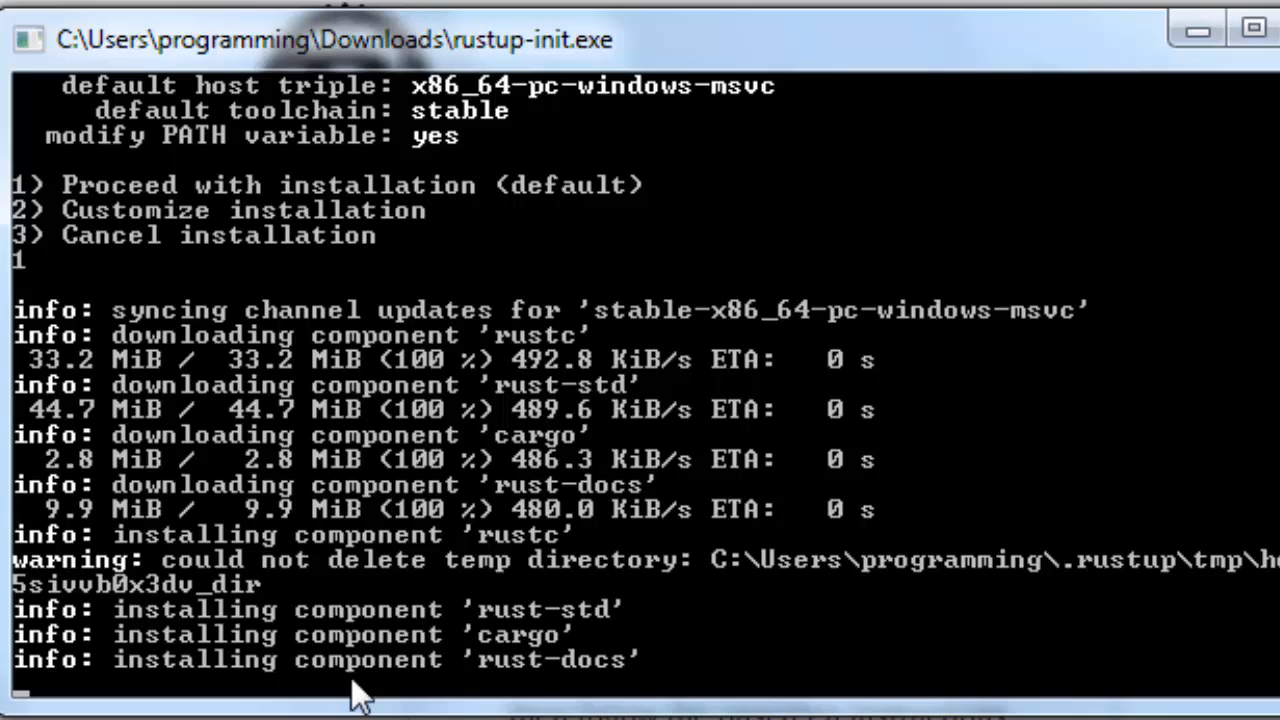 C:\Users\programming\Downloads\rustup-init.exe
default host triple: x86_64-pc-windows-msvc
default toolchain: stable
modify PATH variable: yes
1) Proceed with installation (default)
2) Customize installation
3) Cancel installation
1
info: syncing channel updates for 'stable-x86_64-pc-windows-msvc'
info: downloading component 'rustc'
33.2 MiB / 33.2 MiB (100 %) 492.8 KiB/s ETA: 0 s
info: downloading component 'rust-std'
44.7 MiB / 44.7 MiB (100 %) 489.6 KiB/s ETA: 0 s
info: downloading component 'cargo'
2.8 MiB / 2.8 MiB (100 %) 486.3 KiB/s ETA: 0 s
info: downloading component 'rust-docs'
9.9 MiB / 9.9 MiB (100 %) 480.0 KiB/s ETA: 0 s
info: installing component 'rustc'
warning: could not delete temp directory: C:\Users\programming\.rustup\tmp\h
5sivvb0x3dv_dir
info: installing component 'rust-std'
info: installing component 'cargo'
info: installing component 'rust-docs'